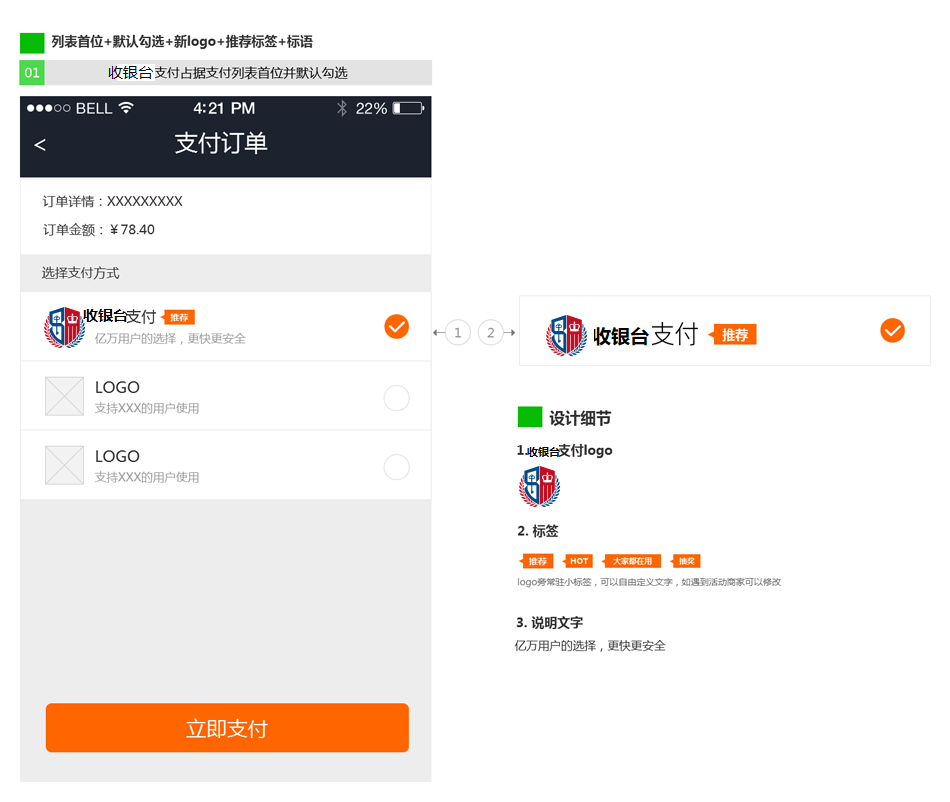 列表首位+默认勾选+新logo+推荐标签+标语
01
收银台支付占据支付列表首位并默认勾选
BELL
4:21 PM
22%
<
支付订单
订单详情：XXXXXXXXX
订单金额：￥78.40
选择支付方式
收银台支付
推荐
亿万用户的选择，更快更安全
LOGO
支持XXX的用户使用
LOGO
支持XXX的用户使用
立即支付
1
2
收银台支付
推荐
设计细节
1.收银台支付logo
2. 标签
推荐 HOT 大家都在用 抽奖
logo旁常驻小标签，可以自由定义文字，如遇到活动商家可以修改
3. 说明文字
亿万用户的选择，更快更安全